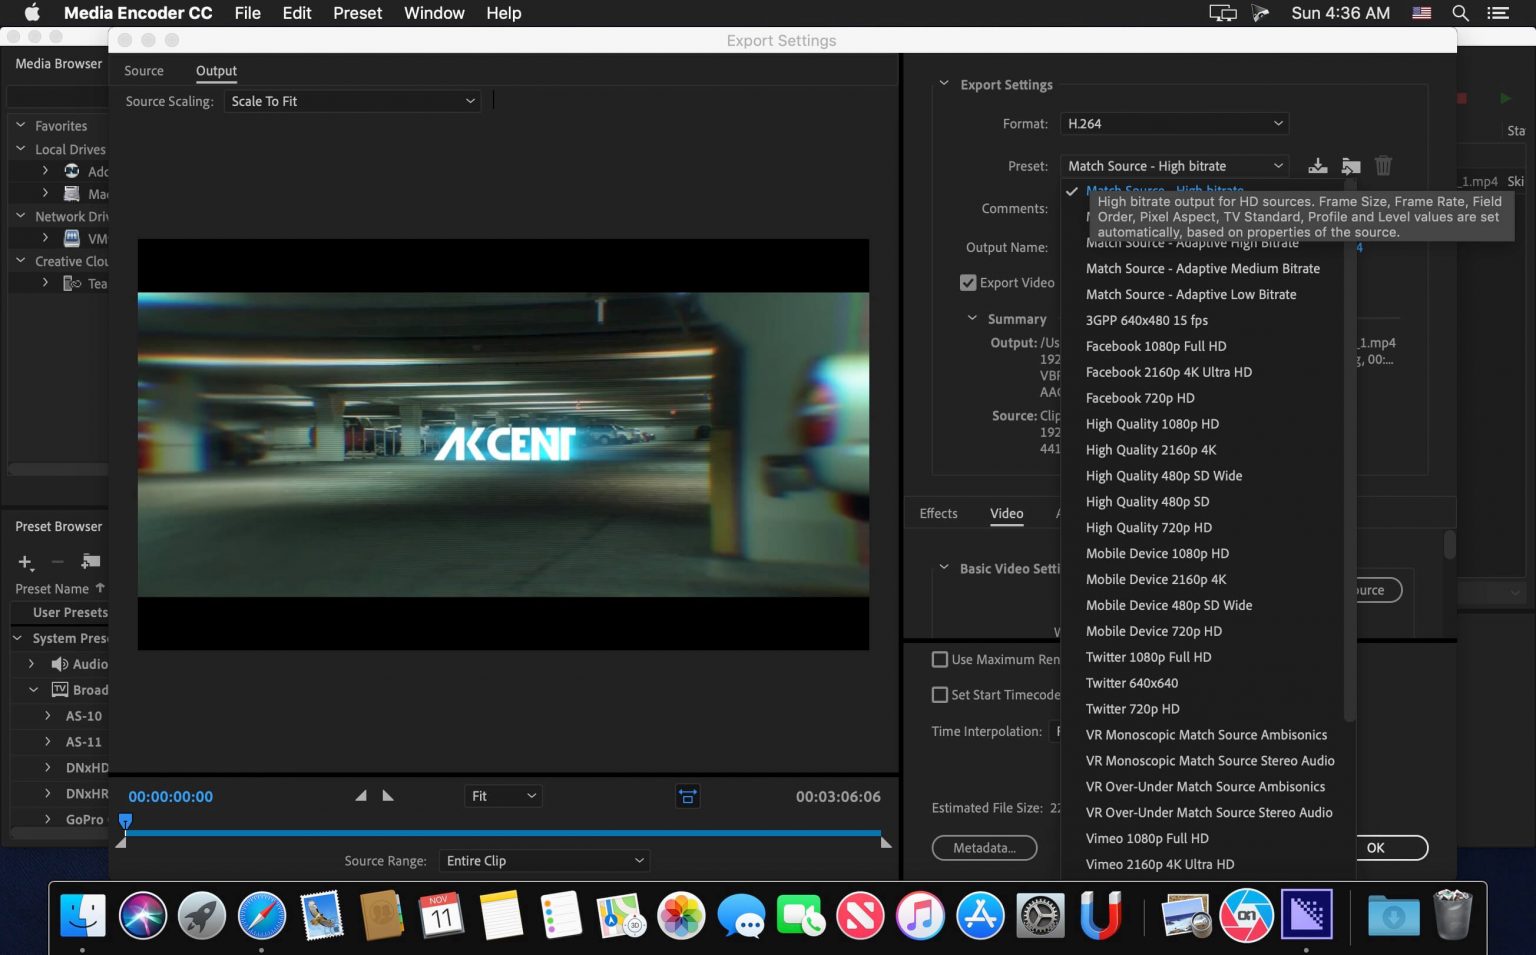 Media Encoder CC File Edit Preset Window Help
Sun 4:36 AM
Export Settings
Media Browser
Favorites
Local Drives
Network Driv
Creative Clou
Tea
Source Output
Source Scaling: Scale To Fit
AKCENT
00:00:00:00
Fit
00:03:06:06
Source Range: Entire Clip
Preset Browser
Preset Name
User Presets
System Pres
Audio
Broad
AS-10
AS-11
DNxHD
DNxHR
GoPro
Export Settings
Format: H.264
Preset: Match Source - High bitrate
Comments:
Output Name:
Export Video
Summary
Output: /Us
192
VBR
AAC
_1.mp4
Source: Clip
192
441
Effects Video
Basic Video Setti
ource
Use Maximum Ren
Set Start Timecode
Time Interpolation:
Estimated File Size:
Metadata...
OK
Match Source - High bitrate
High bitrate output for HD sources. Frame Size, Frame Rate, Field
Order, Pixel Aspect, TV Standard, Profile and Level values are set
automatically, based on properties of the source.
Match Source - Adaptive High Bitrate
Match Source - Adaptive Medium Bitrate
Match Source - Adaptive Low Bitrate
3GPP 640x480 15 fps
Facebook 1080p Full HD
Facebook 2160p 4K Ultra HD
Facebook 720p HD
High Quality 1080p HD
High Quality 2160p 4K
High Quality 480p SD Wide
High Quality 480p SD
High Quality 720p HD
Mobile Device 1080p HD
Mobile Device 2160p 4K
Mobile Device 480p SD Wide
Mobile Device 720p HD
Twitter 1080p Full HD
Twitter 640x640
Twitter 720p HD
VR Monoscopic Match Source Ambisonics
VR Monoscopic Match Source Stereo Audio
VR Over-Under Match Source Ambisonics
VR Over-Under Match Source Stereo Audio
Vimeo 1080p Full HD
Vimeo 2160p 4K Ultra HD
Sta
_1.mp4 Ski
NOV
11